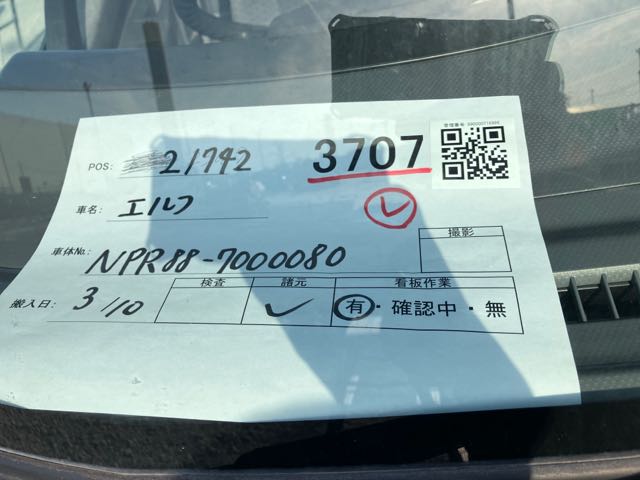 POS: 21742 3707
車名: エルフ
車体№: NPR88-7000080
撮影
搬入日: 3/10
検査 諸元 看板作業
有・確認中・無